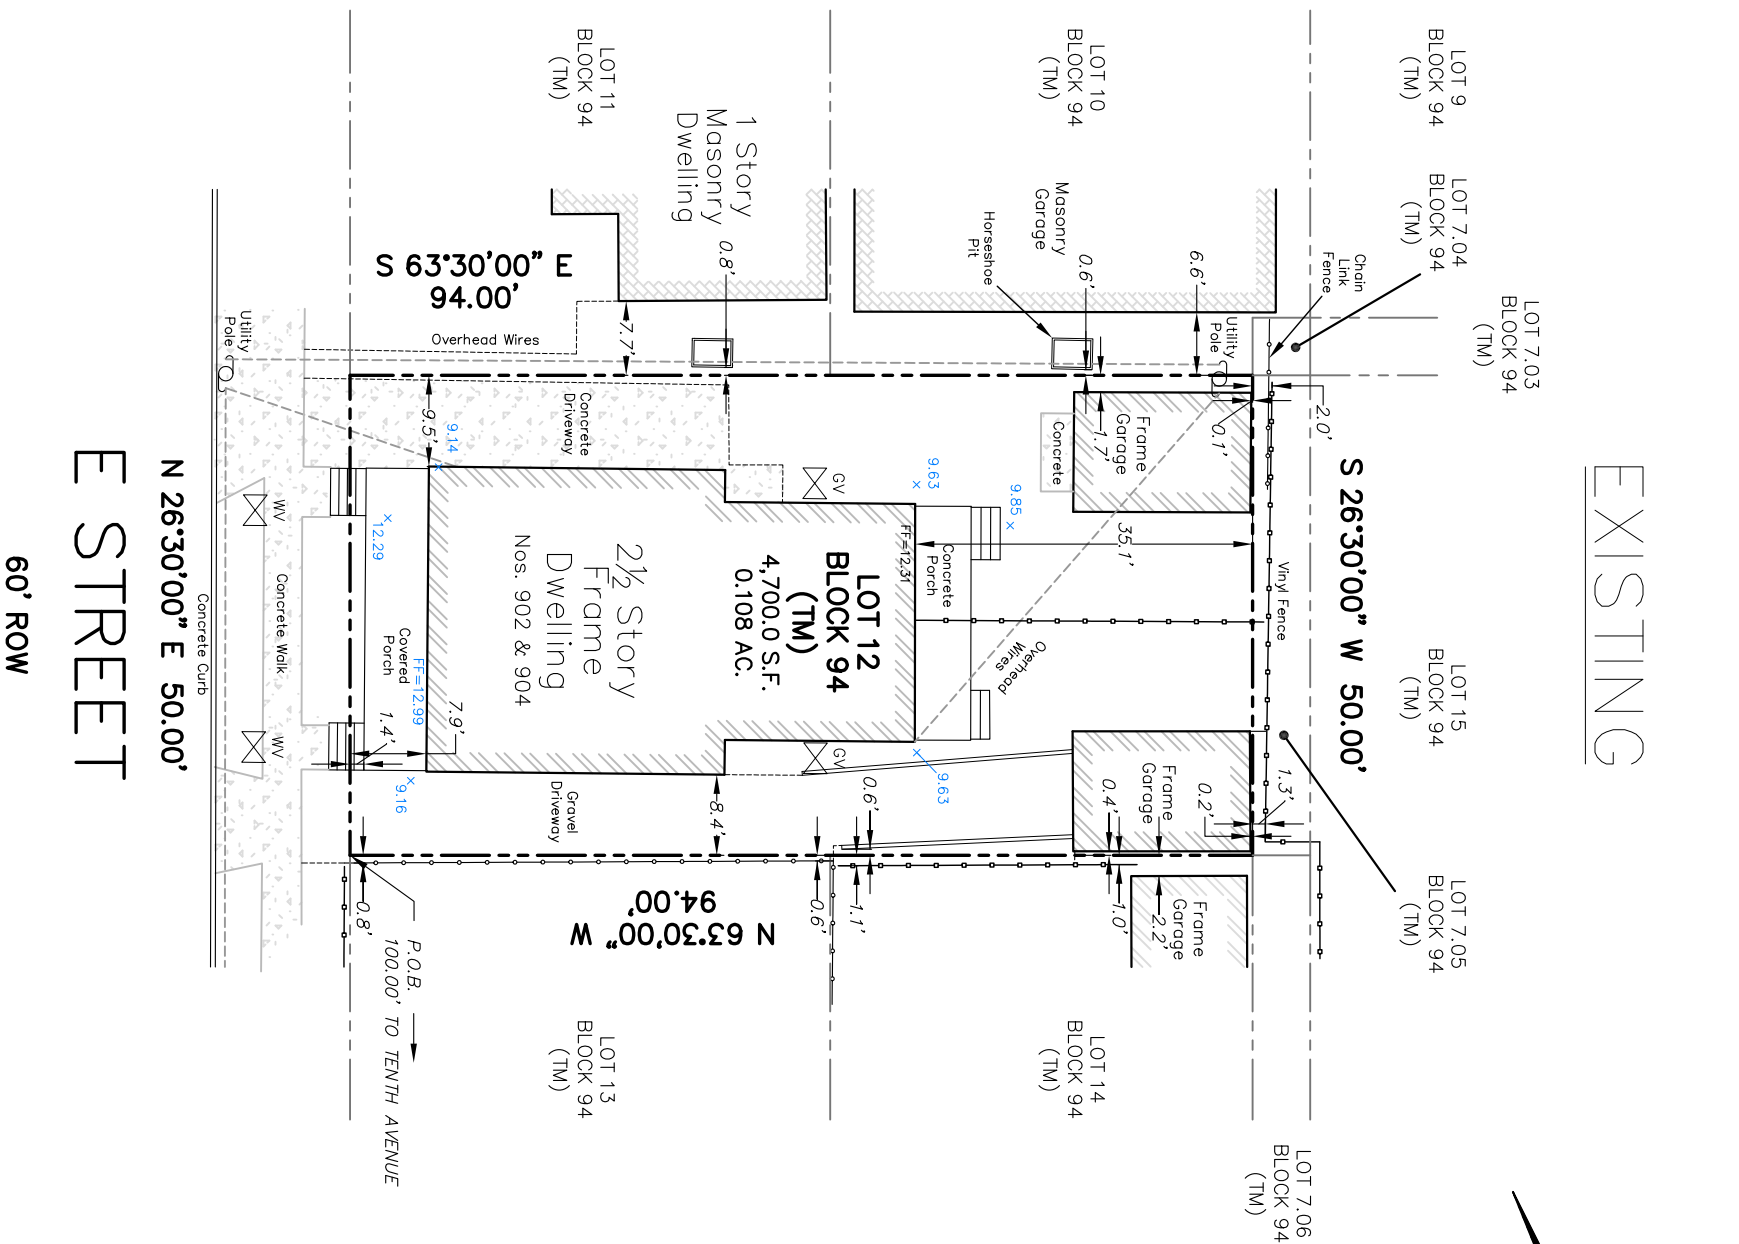 EXISTING
LOT 9
BLOCK 94
(TM)
LOT 7.04
BLOCK 94
(TM)
LOT 7.03
BLOCK 94
(TM)
LOT 15
BLOCK 94
(TM)
LOT 7.05
BLOCK 94
(TM)
LOT 7.06
BLOCK 94
(TM)
S 26°30'00" W 50.00'
Chain
Link
Fence
2.0'
0.1'
Vinyl Fence
1.3'
0.2'
LOT 10
BLOCK 94
(TM)
Masonry
Garage
Horseshoe
Pit
0.6'
6.6'
Utility
Pole
Frame
Garage
1.7'
Concrete
35.1'
9.85
9.63
Concrete
Porch
FF=12.31
Overhead
Wires
Frame
Garage
0.4'
Frame
Garage
2.2'
1.0'
LOT 14
BLOCK 94
(TM)
LOT 11
BLOCK 94
(TM)
1 Story
Masonry
Dwelling
0.8'
7.7'
S 63°30'00" E
94.00'
Overhead Wires
Concrete
Driveway
9.5'
9.14
GV
LOT 12
BLOCK 94
(TM)
4,700.0 S.F.
0.108 AC.
2½ Story
Frame
Dwelling
Nos. 902 & 904
GV
9.63
0.6'
1.1'
0.6'
8.4'
Gravel
Driveway
N 63°30'00" W
94.00'
LOT 13
BLOCK 94
(TM)
12.29
Covered
Porch
FF=12.99
7.9'
1.4'
9.16
0.8'
P.O.B.
100.00' TO TENTH AVENUE
Utility
Pole
WV
Concrete Walk
WV
Concrete Curb
N 26°30'00" E 50.00'
E STREET
60' ROW